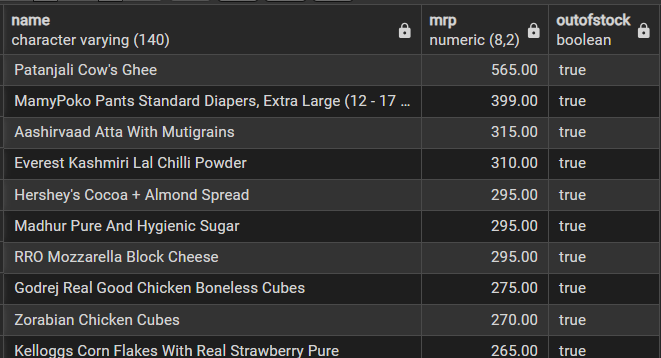 name mrp outofstock
character varying (140) numeric (8,2) boolean
Patanjali Cow's Ghee 565.00 true
MamyPoko Pants Standard Diapers, Extra Large (12 - 17 ... 399.00 true
Aashirvaad Atta With Mutigrains 315.00 true
Everest Kashmiri Lal Chilli Powder 310.00 true
Hershey's Cocoa + Almond Spread 295.00 true
Madhur Pure And Hygienic Sugar 295.00 true
RRO Mozzarella Block Cheese 295.00 true
Godrej Real Good Chicken Boneless Cubes 275.00 true
Zorabian Chicken Cubes 270.00 true
Kelloggs Corn Flakes With Real Strawberry Pure 265.00 true